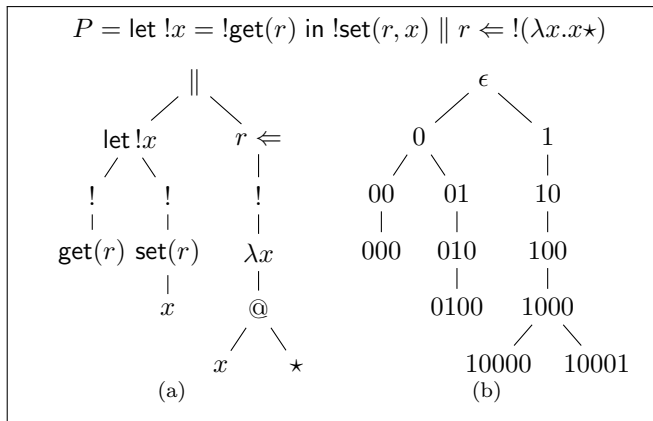 P = let !x = !get(r) in !set(r, x) ∥ r ⇐ !(λx.x⋆)
∥ ϵ
let !x r ⇐ 0 1
! ! ! 00 01 10
get(r) set(r) λx 000 010 100
x @ 0100 1000
x ⋆ 10000 10001
(a) (b)